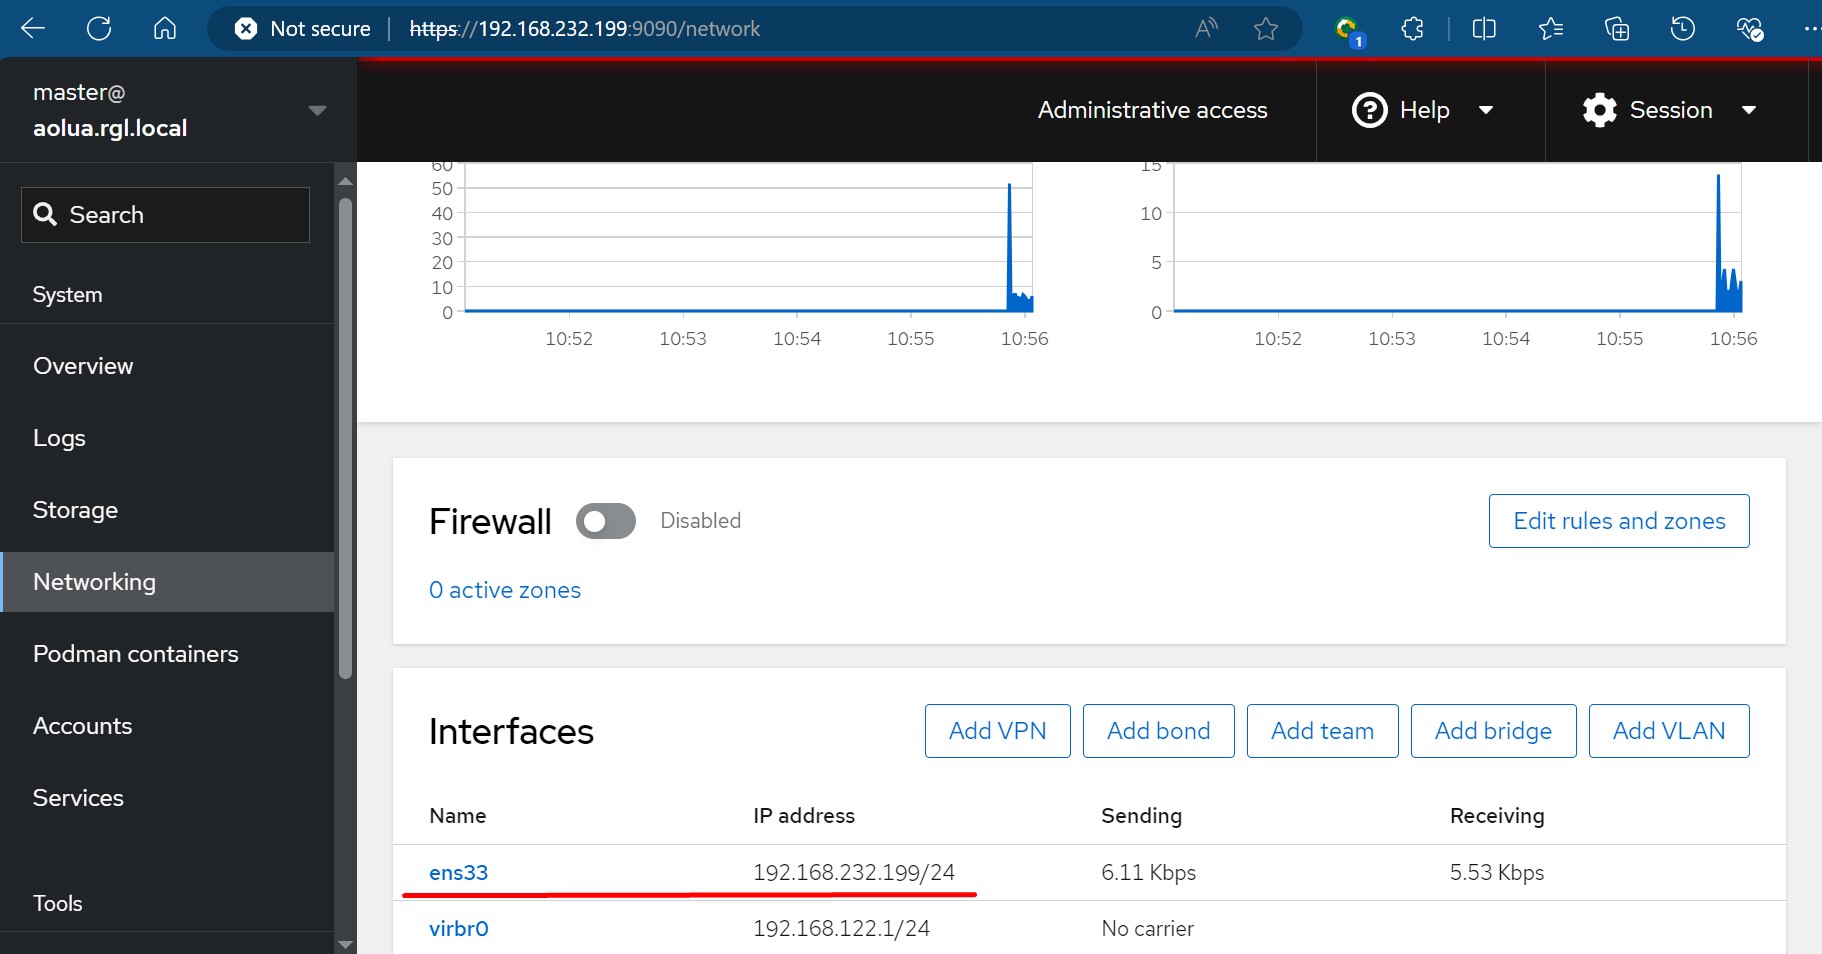 Not secure
https://192.168.232.199:9090/network
1
master@
aolua.rgl.local
Administrative access
Help
Session
Search
System
Overview
Logs
Storage
Networking
Podman containers
Accounts
Services
Tools
60
50
40
30
20
10
0
10:52 10:53 10:54 10:55 10:56
15
10
5
0
10:52 10:53 10:54 10:55 10:56
Firewall Disabled Edit rules and zones
0 active zones
Interfaces Add VPN Add bond Add team Add bridge Add VLAN
Name IP address Sending Receiving
ens33 192.168.232.199/24 6.11 Kbps 5.53 Kbps
virbr0 192.168.122.1/24 No carrier